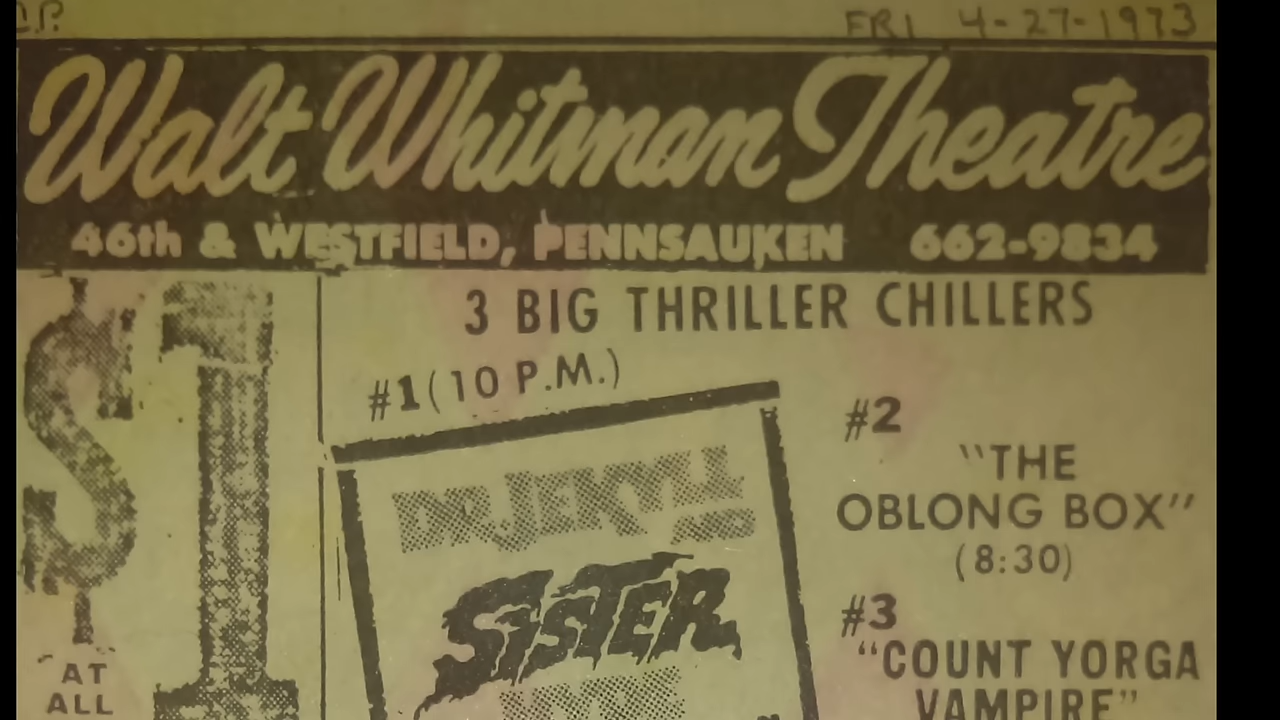 O.P.
FRI 4-27-1973
Walt Whitman Theatre
46th & WESTFIELD, PENNSAUKEN 662-9834
$1
AT
ALL
3 BIG THRILLER CHILLERS
#1 (10 P.M.)
DR. JEKYLL
AND
SISTER
HYDE
#2
"THE
OBLONG BOX"
(8:30)
#3
"COUNT YORGA
VAMPIRE"